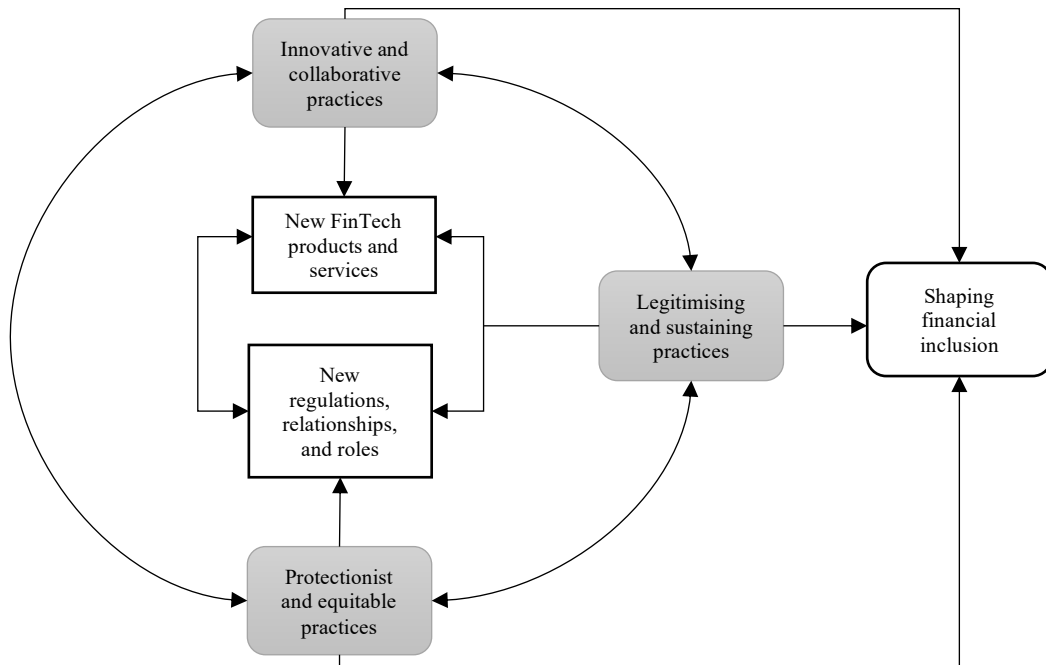 Innovative and
collaborative
practices
New FinTech
products and
services
Legitimising
and sustaining
practices
Shaping
financial
inclusion
New
regulations,
relationships,
and roles
Protectionist
and equitable
practices